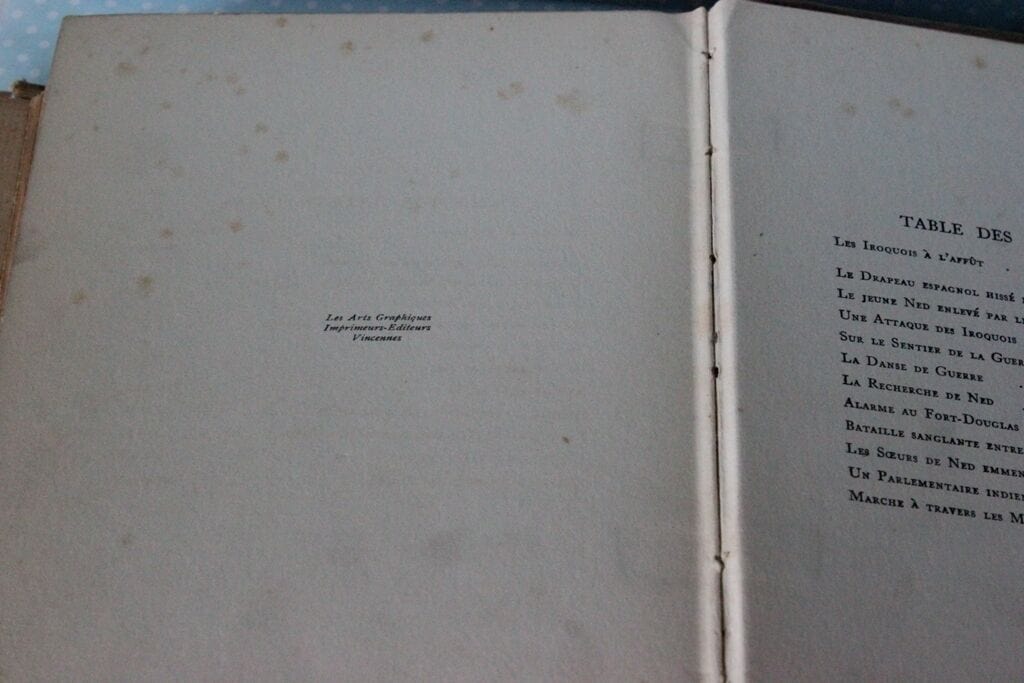 Les Arts Graphiques
Imprimeurs-Editeurs
Vincennes
TABLE DES
LES IROQUOIS À L'AFFÛT .
LE DRAPEAU ESPAGNOL HISSÉ
LE JEUNE NED ENLEVÉ PAR
UNE ATTAQUE DES IROQUOIS
SUR LE SENTIER DE LA
LA DANSE DE GUERRE .
LA RECHERCHE DE NED
ALARME AU FORT-DOUGLAS
BATAILLE SANGLANTE ENTRE
LES SŒURS DE NED
UN PARLEMENTAIRE
MARCHE À TRAVERS LES